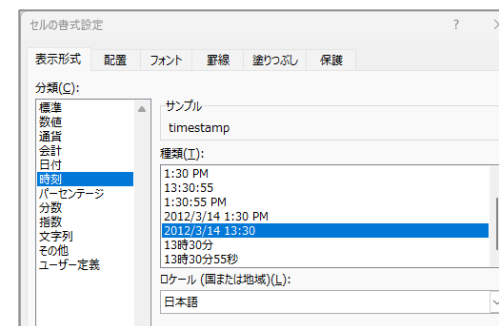 セルの書式設定
?
表示形式 配置 フォント 罫線 塗りつぶし 保護
分類(C):
標準
数値
通貨
会計
日付
時刻
パーセンテージ
分数
指数
文字列
その他
ユーザー定義
サンプル
timestamp
種類(T):
1:30 PM
13:30:55
1:30:55 PM
2012/3/14 1:30 PM
2012/3/14 13:30
13時30分
13時30分55秒
ロケール (国または地域)(L):
日本語